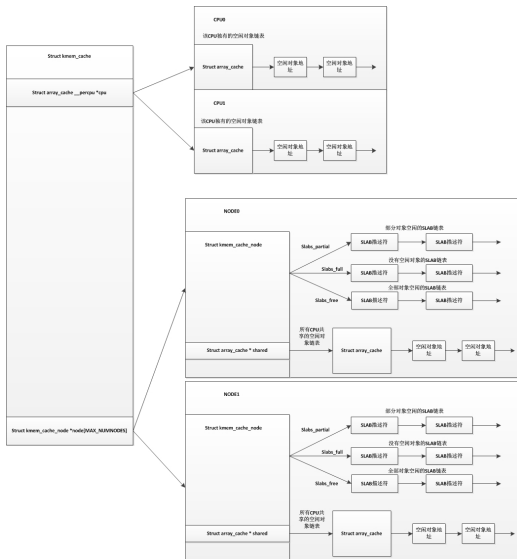 Struct kmem_cache
Struct array_cache __percpu *cpu
Struct kmem_cache_node *node[MAX_NUMNODES]
CPU0
该CPU独有的空闲对象链表
Struct array_cache
空闲对象地
址
空闲对象地
址
CPU1
该CPU独有的空闲对象链表
Struct array_cache
空闲对象地
址
空闲对象地
址
NODE0
Struct kmem_cache_node
部分对象空闲的SLAB链表
Slabs_partial
SLAB描述符
SLAB描述符
没有空闲对象的SLAB链表
Slabs_full
SLAB描述符
SLAB描述符
全部对象空闲的SLAB链表
Slabs_free
SLAB描述符
SLAB描述符
所有CPU共
享的空闲对
象链表
Struct array_cache * shared
Struct array_cache
空闲对象地
址
空闲对象地
址
NODE1
Struct kmem_cache_node
部分对象空闲的SLAB链表
Slabs_partial
SLAB描述符
SLAB描述符
没有空闲对象的SLAB链表
Slabs_full
SLAB描述符
SLAB描述符
全部对象空闲的SLAB链表
Slabs_free
SLAB描述符
SLAB描述符
所有CPU共
享的空闲对
象链表
Struct array_cache * shared
Struct array_cache
空闲对象地
址
空闲对象地
址